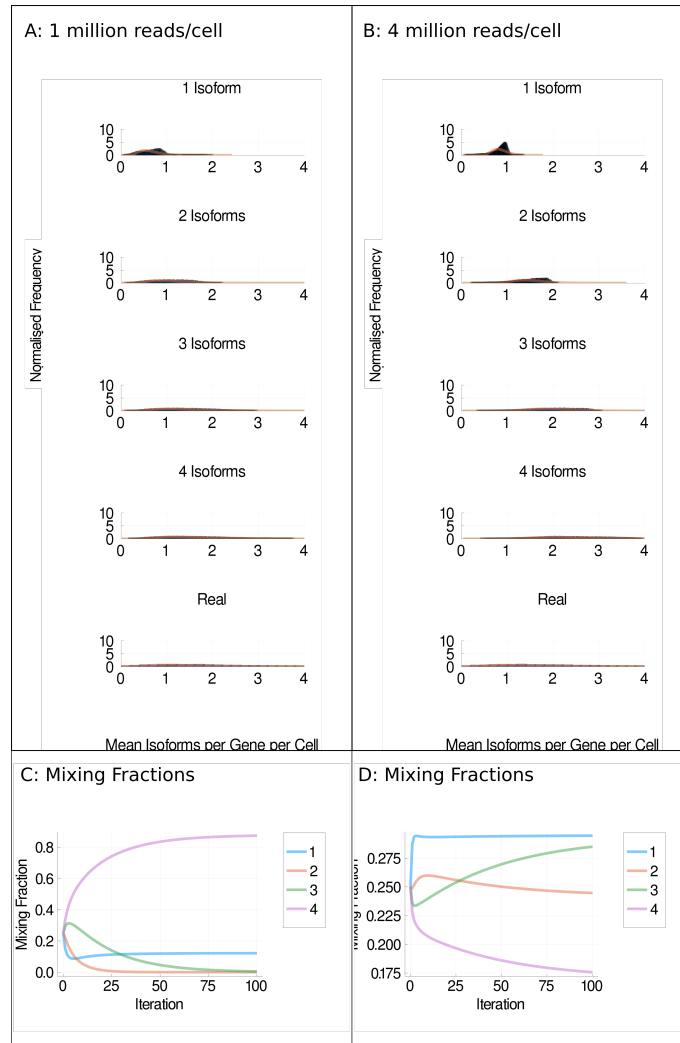 A: 1 million reads/cell
1 Isoform
10
5
0
0 1 2 3 4
2 Isoforms
10
5
0
0 1 2 3 4
3 Isoforms
10
5
0
0 1 2 3 4
4 Isoforms
10
5
0
0 1 2 3 4
Real
10
5
0
0 1 2 3 4
Normalised Frequency
Mean Isoforms per Gene per Cell
B: 4 million reads/cell
1 Isoform
10
5
0
0 1 2 3 4
2 Isoforms
10
5
0
0 1 2 3 4
3 Isoforms
10
5
0
0 1 2 3 4
4 Isoforms
10
5
0
0 1 2 3 4
Real
10
5
0
0 1 2 3 4
Normalised Frequency
Mean Isoforms per Gene per Cell
C: Mixing Fractions
Mixing Fraction
0.8
0.6
0.4
0.2
0.0
0 25 50 75 100
Iteration
1
2
3
4
D: Mixing Fractions
Mixing Fraction
0.275
0.250
0.225
0.200
0.175
0 25 50 75 100
Iteration
1
2
3
4